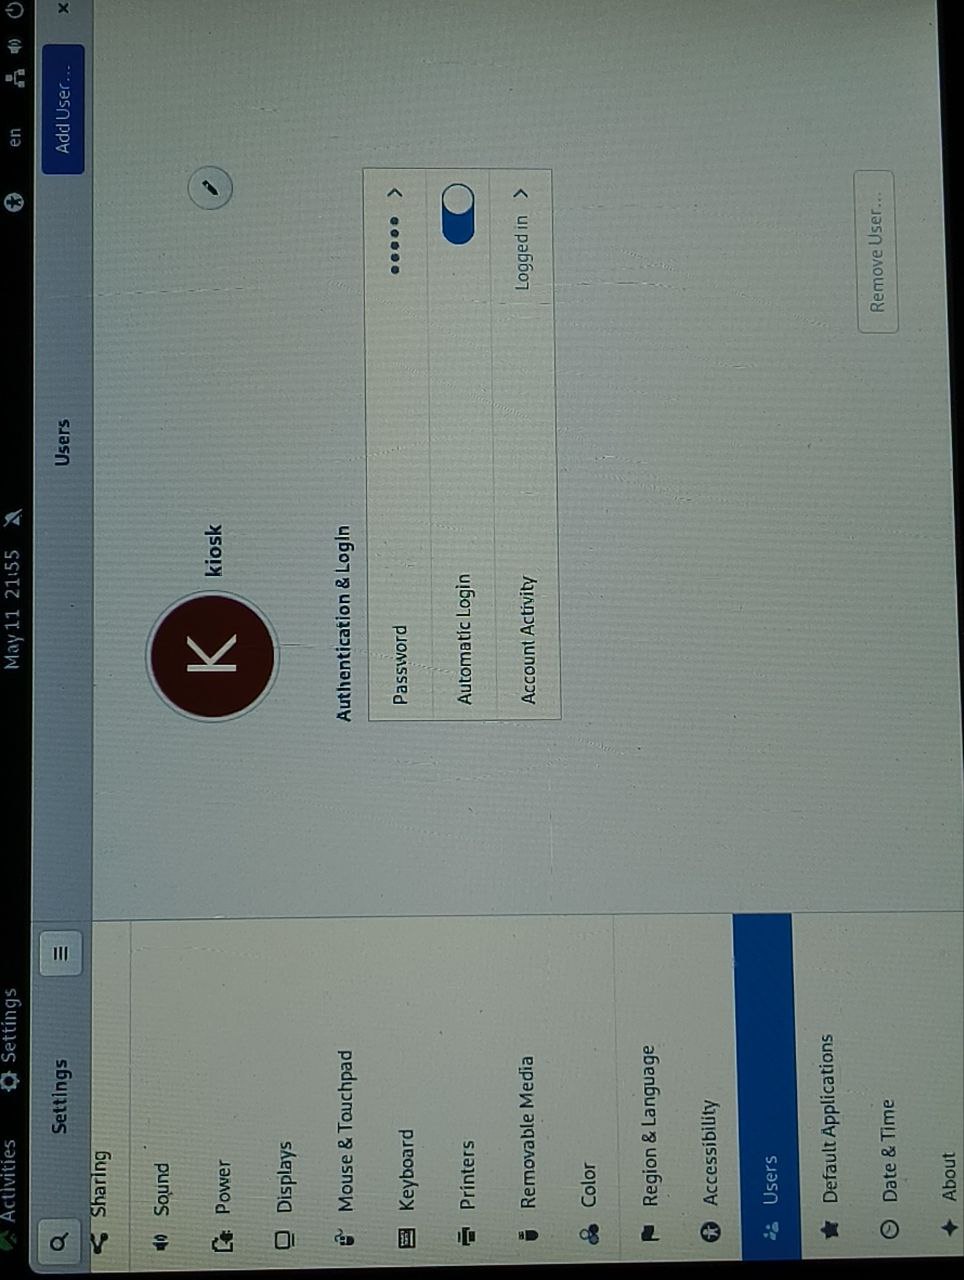 Activities
Settings
May 11 21:55
en
Settings
Users
Add User...
Sharing
Sound
Power
Displays
Mouse & Touchpad
Keyboard
Printers
Removable Media
Color
Region & Language
Accessibility
Users
Default Applications
Date & Time
About
K
kiosk
Authentication & Login
Password
Automatic Login
Account Activity
Logged in
Remove User...